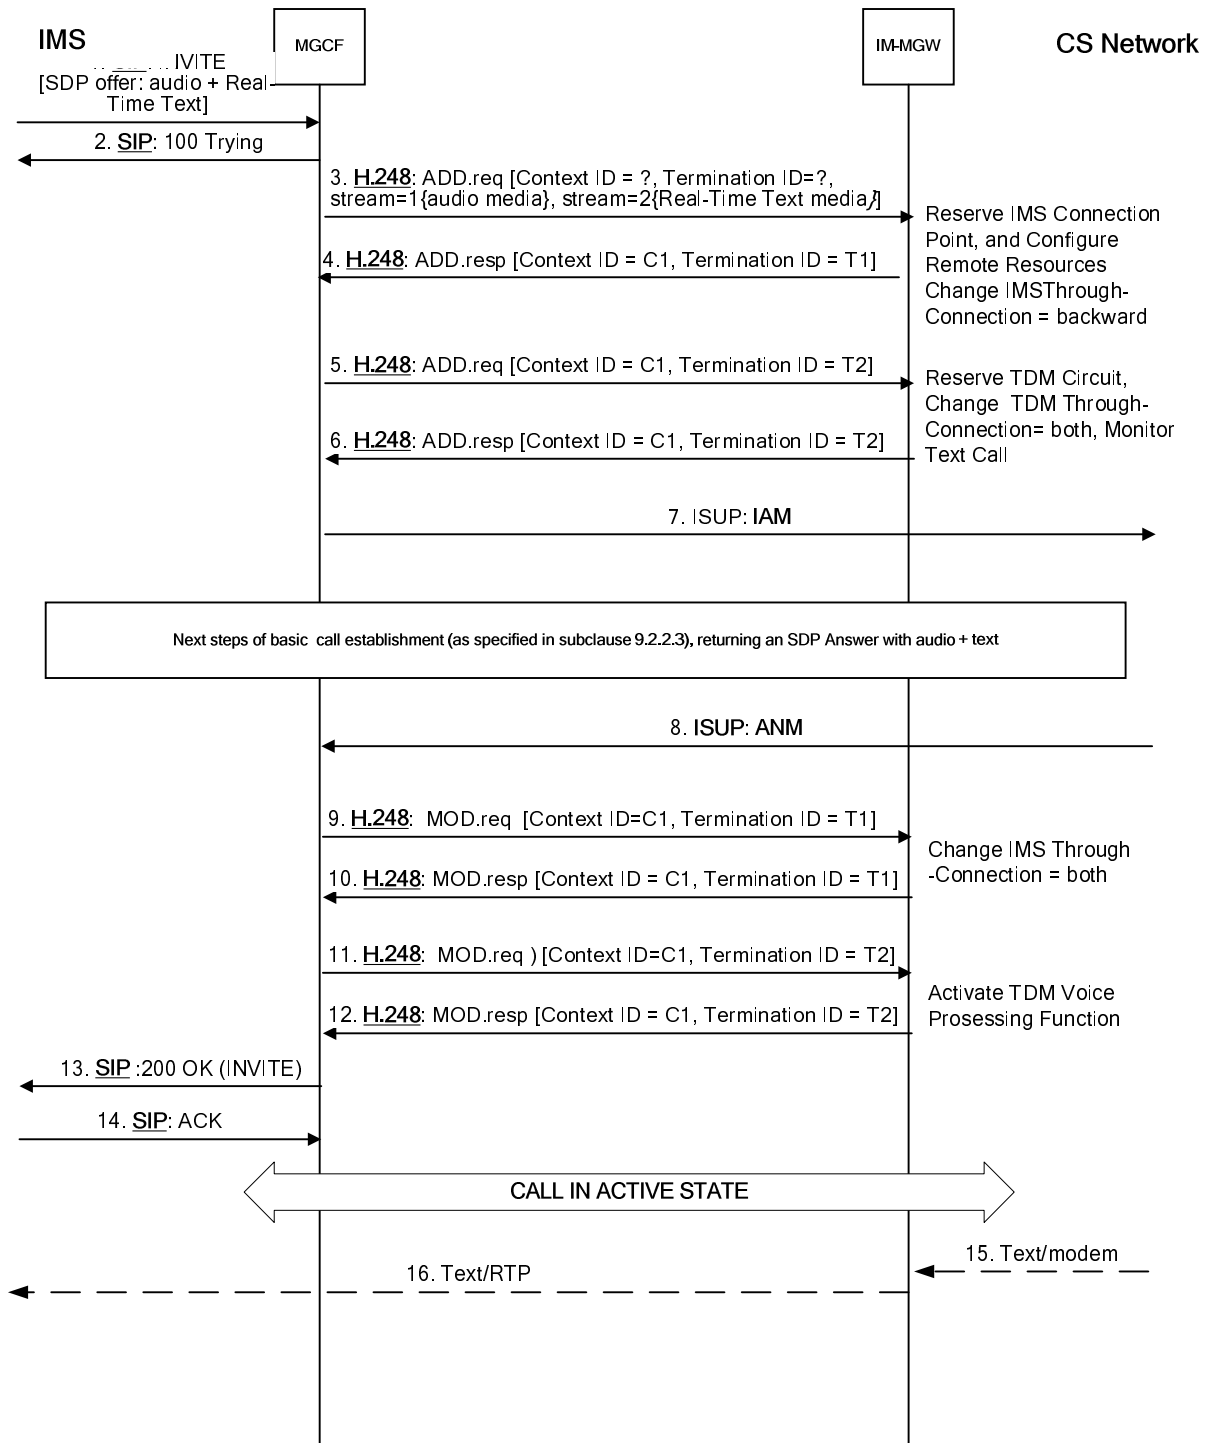 IMS
MGCF
IM-MGW
CS Network
IVITE
[SDP offer: audio + Real-
Time Text]
2. SIP: 100 Trying
3. H.248: ADD.req [Context ID = ?, Termination ID=?,
stream=1{audio media}, stream=2{Real-Time Text media}]
Reserve IMS Connection
Point, and Configure
Remote Resources
Change IMSThrough-
Connection = backward
4. H.248: ADD.resp [Context ID = C1, Termination ID = T1]
5. H.248: ADD.req [Context ID = C1, Termination ID = T2]
Reserve TDM Circuit,
Change TDM Through-
Connection= both, Monitor
Text Call
6. H.248: ADD.resp [Context ID = C1, Termination ID = T2]
7. ISUP: IAM
Next steps of basic call establishment (as specified in subclause 9.2.2.3), returning an SDP Answer with audio + text
8. ISUP: ANM
9. H.248: MOD.req [Context ID=C1, Termination ID = T1]
Change IMS Through
-Connection = both
10. H.248: MOD.resp [Context ID = C1, Termination ID = T1]
11. H.248: MOD.req ) [Context ID=C1, Termination ID = T2]
Activate TDM Voice
Prosessing Function
12. H.248: MOD.resp [Context ID = C1, Termination ID = T2]
13. SIP :200 OK (INVITE)
14. SIP: ACK
CALL IN ACTIVE STATE
15. Text/modem
16. Text/RTP